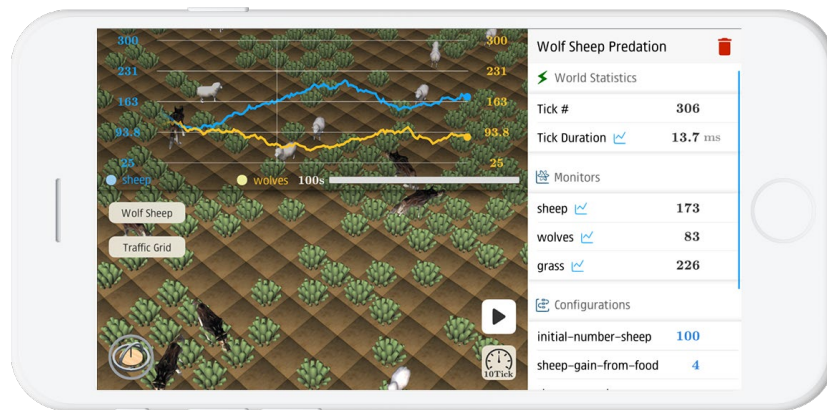 300
300
231
231
163
163
93.8
93.8
25
25
sheep
wolves
100s
Wolf Sheep
Traffic Grid
10Tick
Wolf Sheep Predation
World Statistics
Tick #
306
Tick Duration
13.7 ms
Monitors
sheep
173
wolves
83
grass
226
Configurations
initial-number-sheep
100
sheep-gain-from-food
4